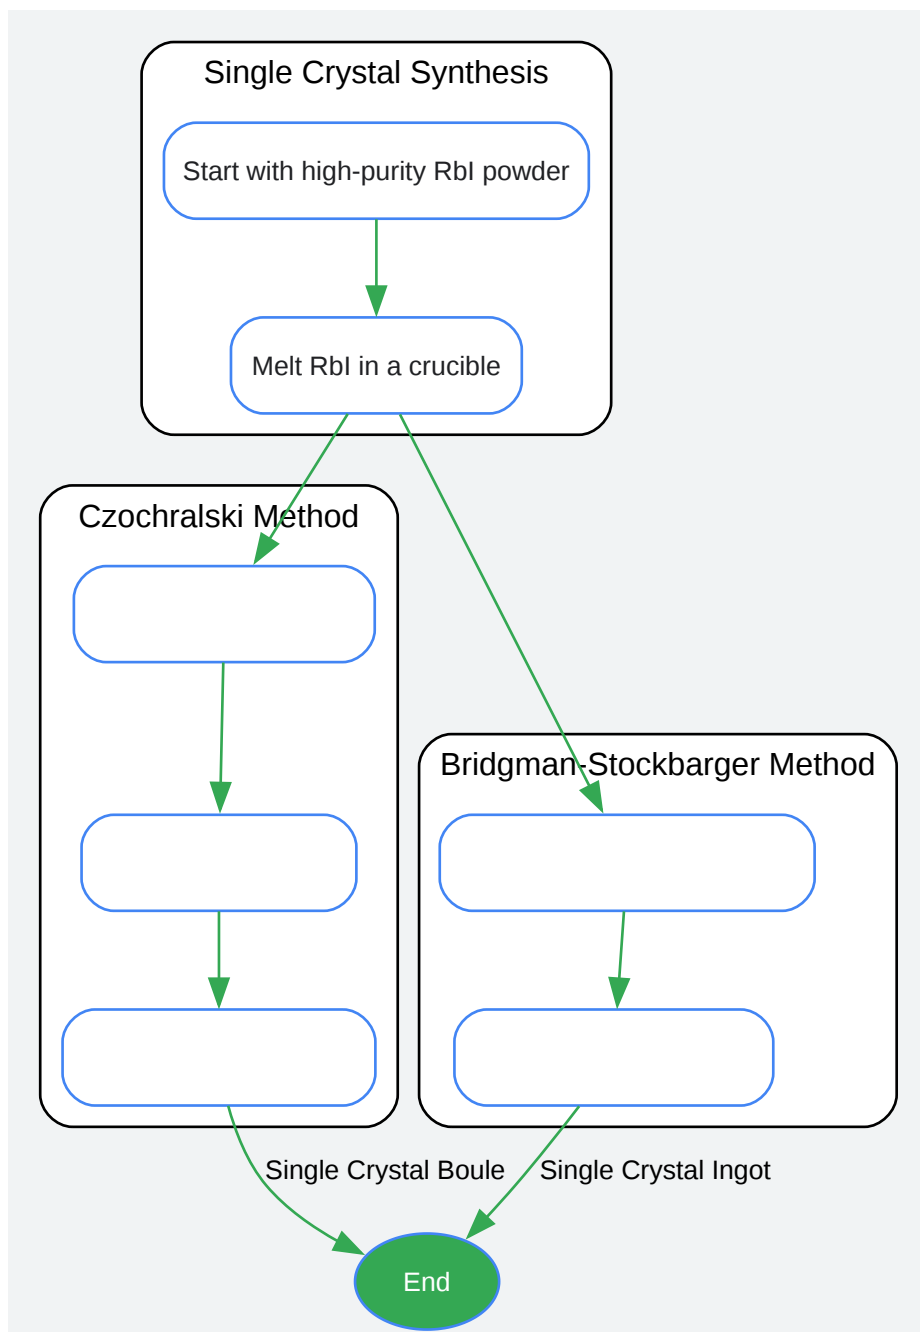 Single Crystal Synthesis
Start with high-purity RbI powder
Melt RbI in a crucible
Czochralski Method
Bridgman-Stockbarger Method
Single Crystal Boule
Single Crystal Ingot
End